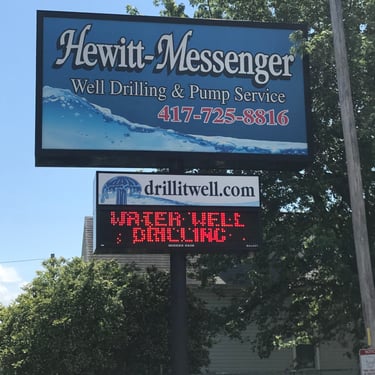 Hewitt-Messenger
Well Drilling & Pump Service
417-725-8816
drillitwell.com
WATER WELL
DRILLING